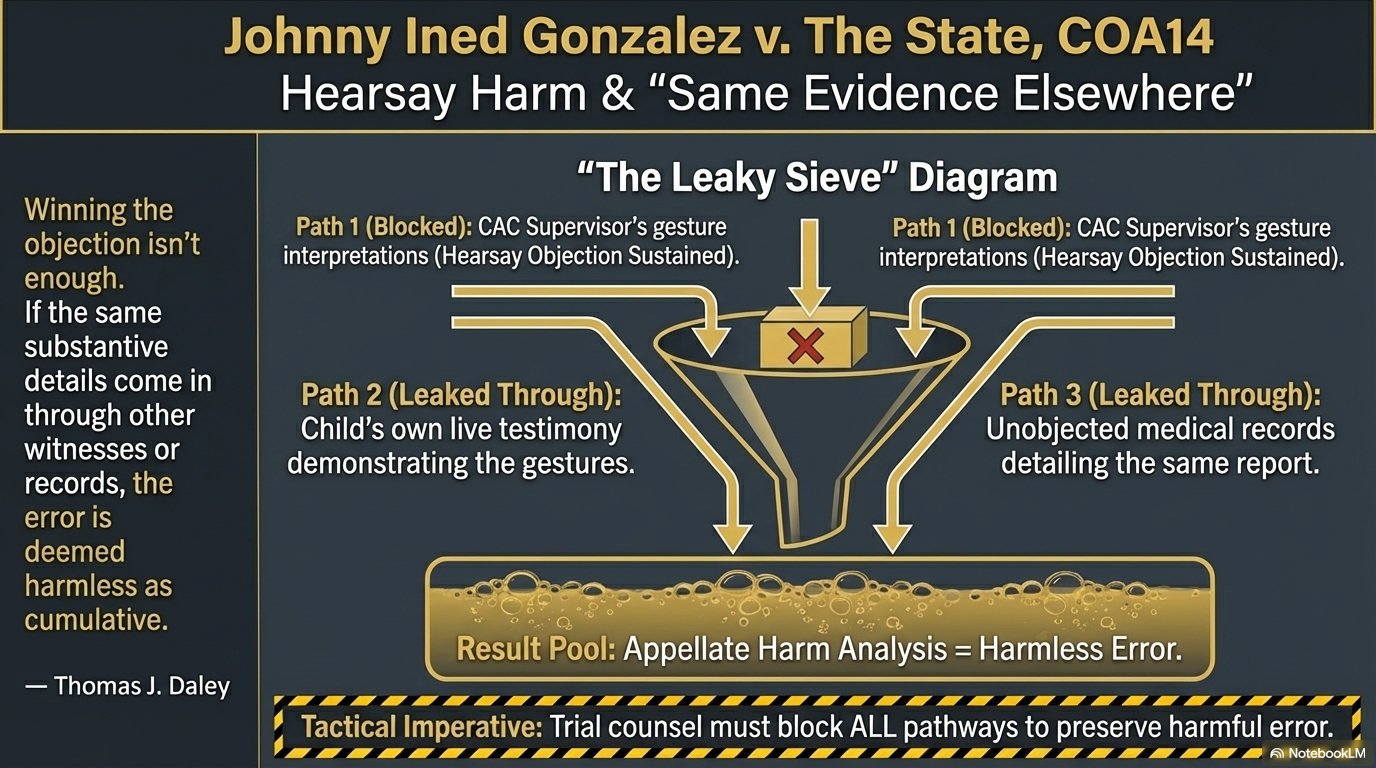 Johnny Ined Gonzalez v. The State, COA14
Hearsay Harm & “Same Evidence Elsewhere”
Winning the
objection isn’t
enough.
If the same
substantive
details come in
through other
witnesses or
records, the
error is
deemed
harmless as
cumulative.
— Thomas J. Daley
“The Leaky Sieve” Diagram
Path 1 (Blocked): CAC Supervisor’s gesture
interpretations (Hearsay Objection Sustained).
Path 1 (Blocked): CAC Supervisor’s gesture
interpretations (Hearsay Objection Sustained).
Path 2 (Leaked Through):
Child’s own live testimony
demonstrating the gestures.
Path 3 (Leaked Through):
Unobjected medical records
detailing the same report.
Result Pool: Appellate Harm Analysis = Harmless Error.
Tactical Imperative: Trial counsel must block ALL pathways to preserve harmful error.
NotebookLM